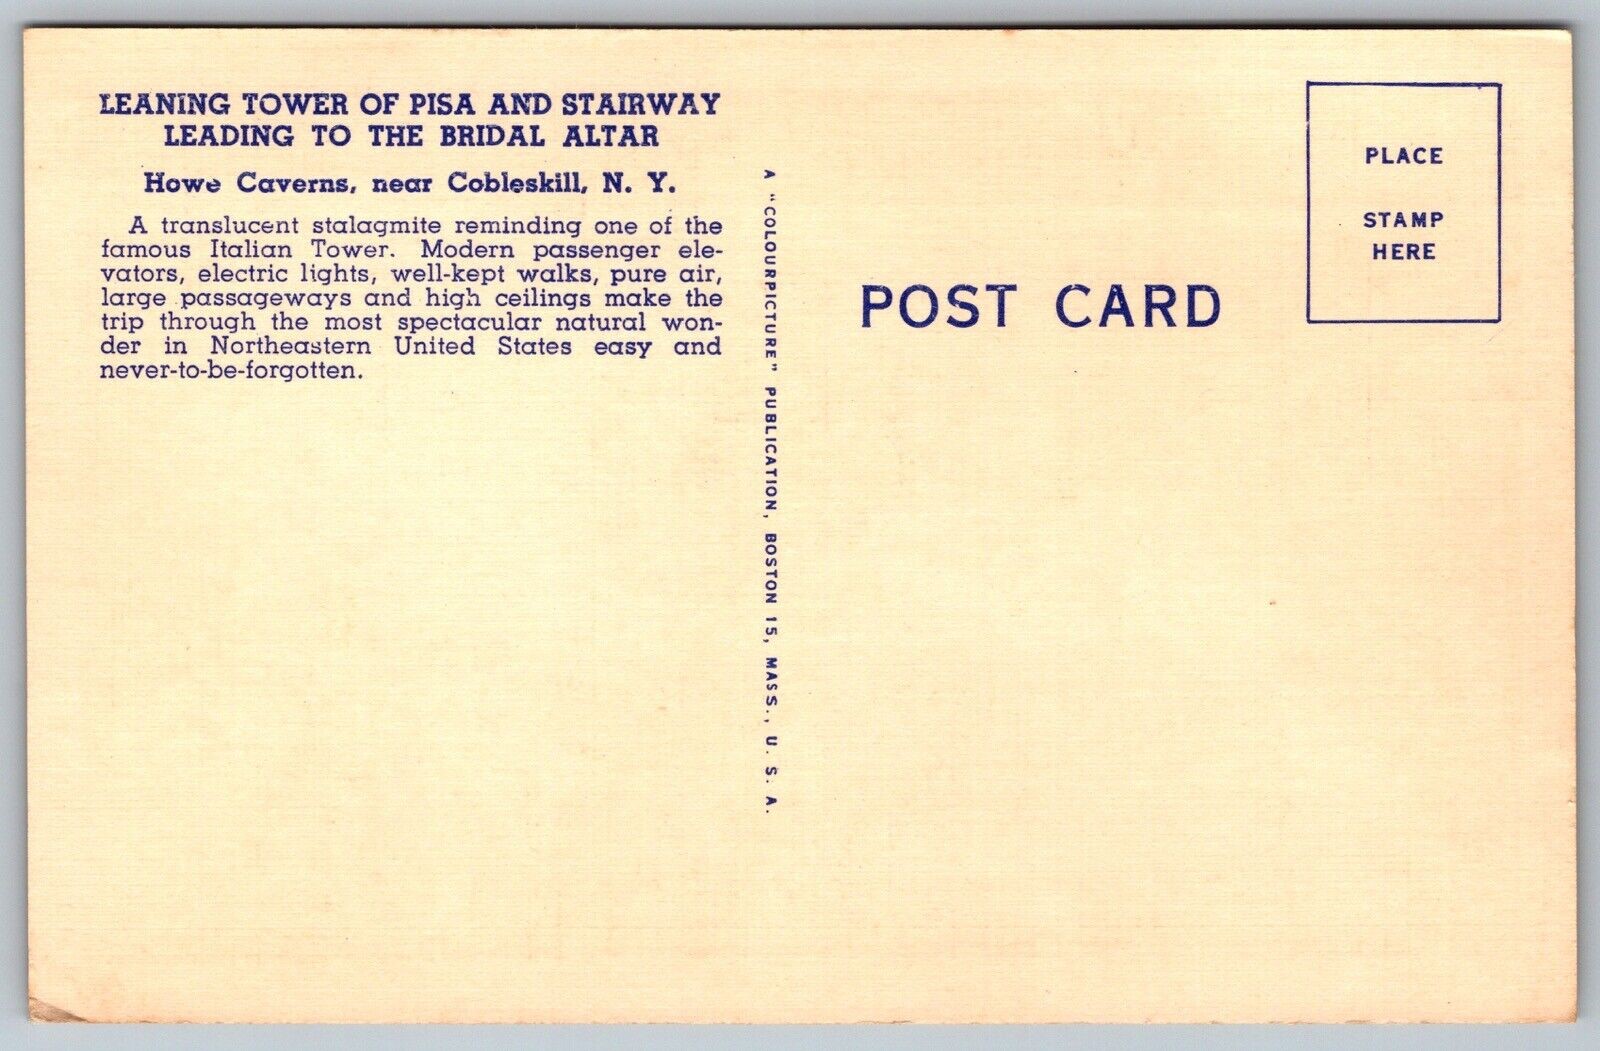 LEANING TOWER OF PISA AND STAIRWAY
LEADING TO THE BRIDAL ALTAR
Howe Caverns, near Cobleskill, N. Y.
A translucent stalagmite reminding one of the
famous Italian Tower. Modern passenger ele-
vators, electric lights, well-kept walks, pure air,
large passageways and high ceilings make the
trip through the most spectacular natural won-
der in Northeastern United States easy and
never-to-be-forgotten.
A "COLOURPICTURE" PUBLICATION, BOSTON 15, MASS., U. S. A.
POST CARD
PLACE
STAMP
HERE